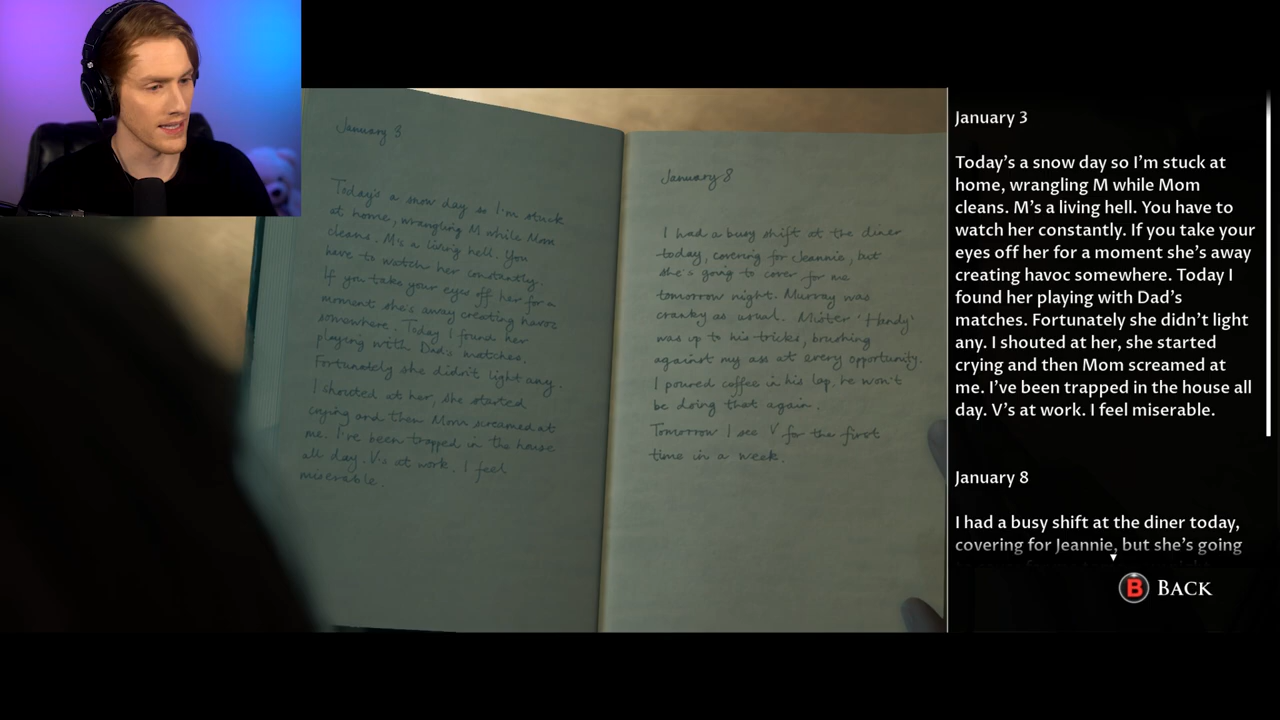 January 3
Today's a snow day so I'm stuck
at home, wrangling M while Mom
cleans. M's a living hell. You
have to watch her constantly.
If you take your eyes off her for a
moment she's away creating havoc
somewhere. Today I found her
playing with Dad's matches.
Fortunately she didn't light any.
I shouted at her, she started
crying and then Mom screamed at
me. I've been trapped in the house
all day. V's at work. I feel
miserable.
January 8
I had a busy shift at the diner
today, covering for Jeannie, but
she's going to cover for me
tomorrow night. Murray was
cranky as usual. Mister 'Handy'
was up to his tricks, brushing
against my ass at every opportunity.
I poured coffee in his lap, he won't
be doing that again.
Tomorrow I see V for the first
time in a week.
January 3
Today's a snow day so I'm stuck at
home, wrangling M while Mom
cleans. M's a living hell. You have to
watch her constantly. If you take your
eyes off her for a moment she's away
creating havoc somewhere. Today I
found her playing with Dad's
matches. Fortunately she didn't light
any. I shouted at her, she started
crying and then Mom screamed at
me. I've been trapped in the house all
day. V's at work. I feel miserable.
January 8
I had a busy shift at the diner today,
covering for Jeannie, but she's going
B BACK